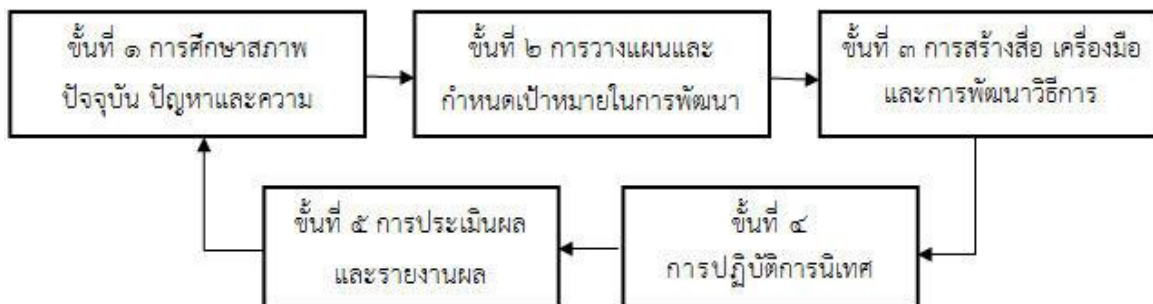 ขั้นที่ ๑ การศึกษาสภาพ
ปัจจุบัน ปัญหาและความ
ขั้นที่ ๒ การวางแผนและ
กำหนดเป้าหมายในการพัฒนา
ขั้นที่ ๓ การสร้างสื่อ เครื่องมือ
และการพัฒนาวิธีการ
ขั้นที่ ๔
การปฏิบัติการนิเทศ
ขั้นที่ ๕ การประเมินผล
และรายงานผล